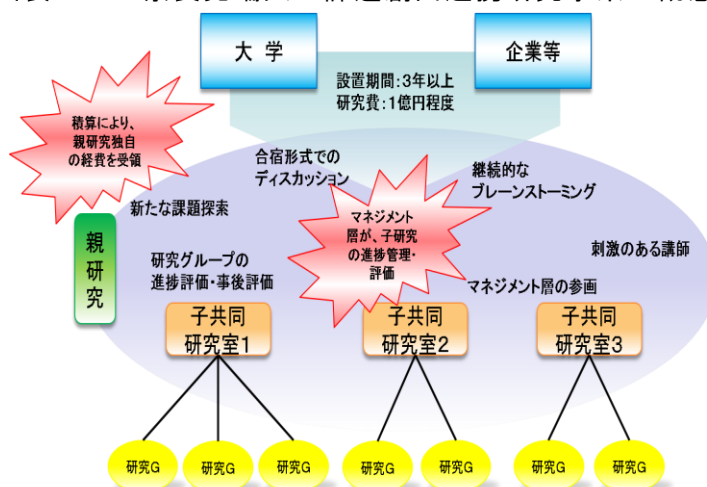 大 学
企業等
設置期間:3年以上
研究費:1億円程度
積算により、
親研究独自
の経費を受領
合宿形式での
ディスカッション
継続的な
ブレーンストーミング
新たな課題探索
マネジメント
層が、子研究
の進捗管理・
評価
刺激のある講師
親研究
研究グループの
進捗評価・事後評価
マネジメント層の参画
子共同
研究室1
子共同
研究室2
子共同
研究室3
研究G
研究G
研究G
研究G
研究G
研究G
研究G